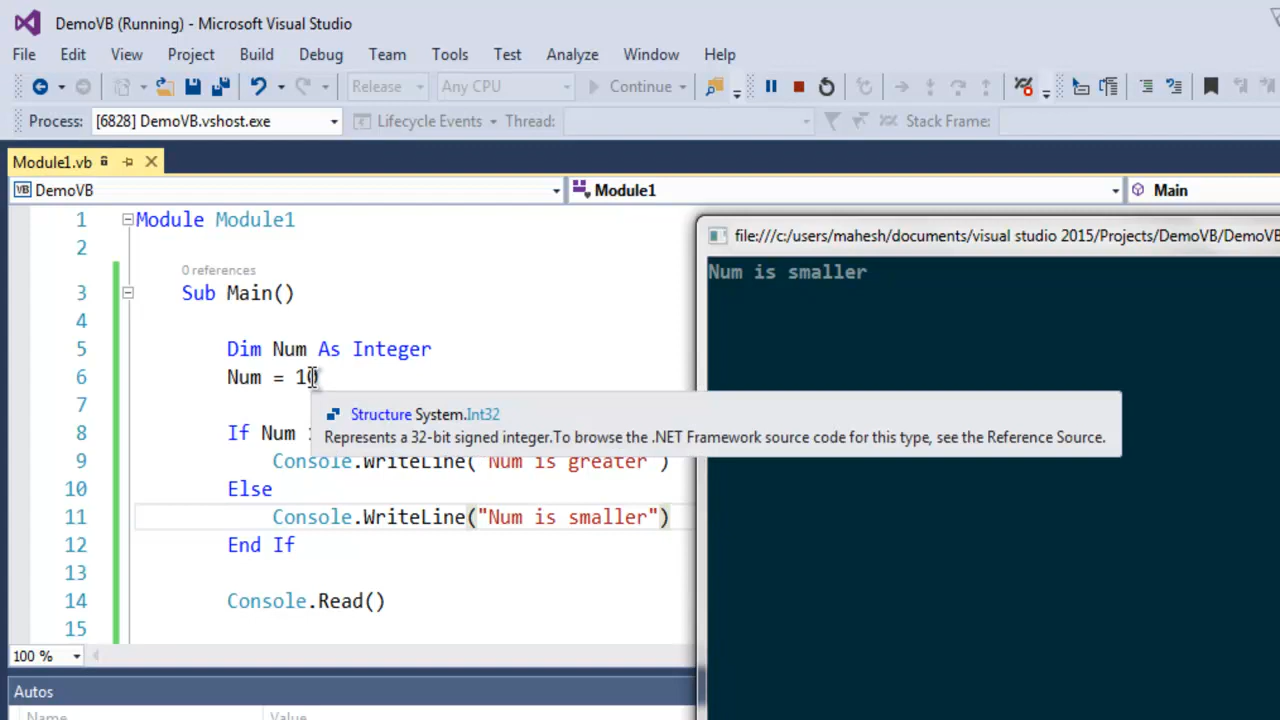 DemoVB (Running) - Microsoft Visual Studio
File Edit View Project Build Debug Team Tools Test Analyze Window Help
Release Any CPU Continue
Process: [6828] DemoVB.vshost.exe Lifecycle Events Thread: Stack Frame:
Module1.vb
VB DemoVB Module1 Main
1 Module Module1
2
0 references
3 Sub Main()
4
5 Dim Num As Integer
6 Num = 10
7
Structure System.Int32
Represents a 32-bit signed integer.To browse the .NET Framework source code for this type, see the Reference Source.
8 If Num
9 Console.WriteLine("Num is greater")
10 Else
11 Console.WriteLine("Num is smaller")
12 End If
13
14 Console.Read()
15
100 %
Autos
Name Value
file:///c:/users/mahesh/documents/visual studio 2015/Projects/DemoVB/DemoVB
Num is smaller